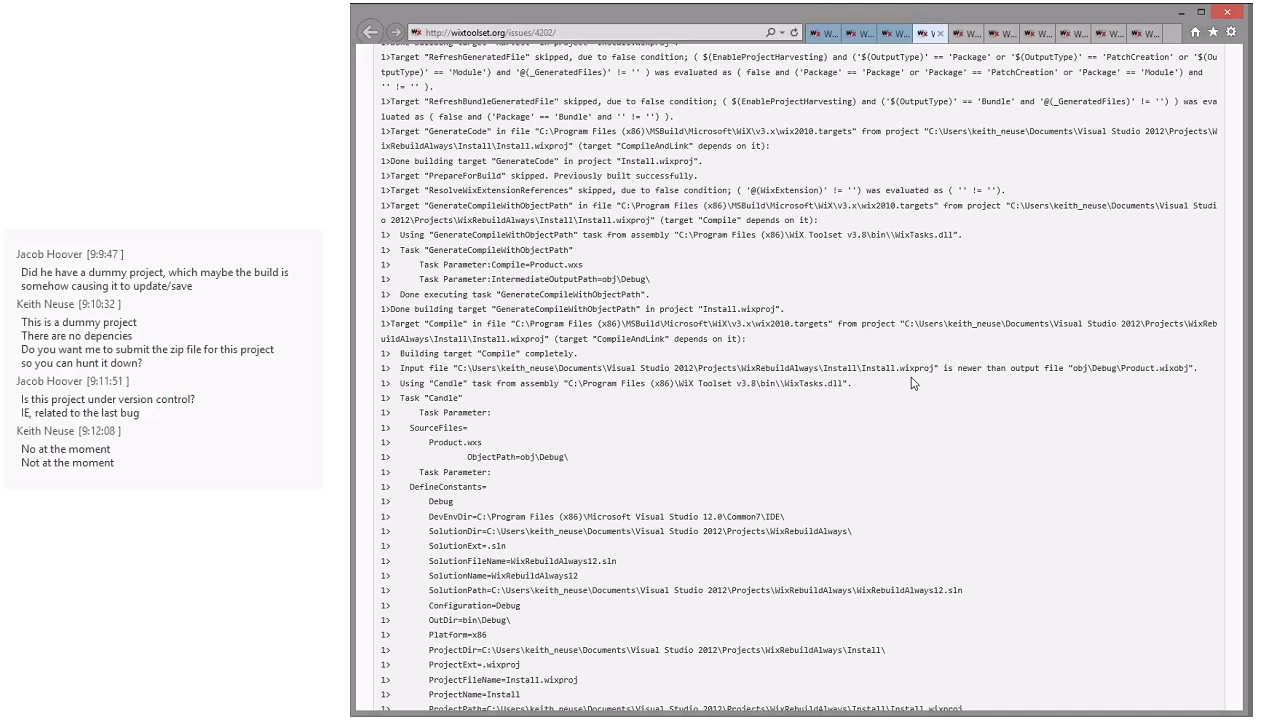 Jacob Hoover [9:9:47 ]
Did he have a dummy project, which maybe the build is
somehow causing it to update/save
Keith Neuse [9:10:32 ]
This is a dummy project
There are no depencies
Do you want me to submit the zip file for this project
so you can hunt it down?
Jacob Hoover [9:11:51 ]
Is this project under version control?
IE, related to the last bug
Keith Neuse [9:12:08 ]
No at the moment
Not at the moment
http://wixtoolset.org/issues/4202/
W... W... W... W W... W... W... W... W... W...
1>Target "RefreshGeneratedFile" skipped, due to false condition; ( $(EnableProjectHarvesting) and ('$(OutputType)' == 'Package' or '$(OutputType)' == 'PatchCreation' or '$(Ou
tputType)' == 'Module') and '@(_GeneratedFiles)' != '' ) was evaluated as ( false and ('Package' == 'Package' or 'Package' == 'PatchCreation' or 'Package' == 'Module') and
'' != '' ).
1>Target "RefreshBundleGeneratedFile" skipped, due to false condition; ( $(EnableProjectHarvesting) and ('$(OutputType)' == 'Bundle' and '@(_GeneratedFiles)' != '') ) was eva
luated as ( false and ('Package' == 'Bundle' and '' != '') ).
1>Target "GenerateCode" in file "C:\Program Files (x86)\MSBuild\Microsoft\WiX\v3.x\wix2010.targets" from project "C:\Users\keith_neuse\Documents\Visual Studio 2012\Projects\W
ixRebuildAlways\Install\Install.wixproj" (target "CompileAndLink" depends on it):
1>Done building target "GenerateCode" in project "Install.wixproj".
1>Target "PrepareForBuild" skipped. Previously built successfully.
1>Target "ResolveWixExtensionReferences" skipped, due to false condition; ( '@(WixExtension)' != '') was evaluated as ( '' != '').
1>Target "GenerateCompileWithObjectPath" in file "C:\Program Files (x86)\MSBuild\Microsoft\WiX\v3.x\wix2010.targets" from project "C:\Users\keith_neuse\Documents\Visual Studi
o 2012\Projects\WixRebuildAlways\Install\Install.wixproj" (target "Compile" depends on it):
1>  Using "GenerateCompileWithObjectPath" task from assembly "C:\Program Files (x86)\WiX Toolset v3.8\bin\\WixTasks.dll".
1>  Task "GenerateCompileWithObjectPath"
1>      Task Parameter:Compile=Product.wxs
1>      Task Parameter:IntermediateOutputPath=obj\Debug\
1>  Done executing task "GenerateCompileWithObjectPath".
1>Done building target "GenerateCompileWithObjectPath" in project "Install.wixproj".
1>Target "Compile" in file "C:\Program Files (x86)\MSBuild\Microsoft\WiX\v3.x\wix2010.targets" from project "C:\Users\keith_neuse\Documents\Visual Studio 2012\Projects\WixReb
uildAlways\Install\Install.wixproj" (target "CompileAndLink" depends on it):
1>  Building target "Compile" completely.
1>  Input file "C:\Users\keith_neuse\Documents\Visual Studio 2012\Projects\WixRebuildAlways\Install\Install.wixproj" is newer than output file "obj\Debug\Product.wixobj".
1>  Using "Candle" task from assembly "C:\Program Files (x86)\WiX Toolset v3.8\bin\\WixTasks.dll".
1>  Task "Candle"
1>      Task Parameter:
1>    SourceFiles=
1>        Product.wxs
1>                ObjectPath=obj\Debug\
1>      Task Parameter:
1>    DefineConstants=
1>        Debug
1>        DevEnvDir=C:\Program Files (x86)\Microsoft Visual Studio 12.0\Common7\IDE\
1>        SolutionDir=C:\Users\keith_neuse\Documents\Visual Studio 2012\Projects\WixRebuildAlways\
1>        SolutionExt=.sln
1>        SolutionFileName=WixRebuildAlways12.sln
1>        SolutionName=WixRebuildAlways12
1>        SolutionPath=C:\Users\keith_neuse\Documents\Visual Studio 2012\Projects\WixRebuildAlways\WixRebuildAlways12.sln
1>        Configuration=Debug
1>        OutDir=bin\Debug\
1>        Platform=x86
1>        ProjectDir=C:\Users\keith_neuse\Documents\Visual Studio 2012\Projects\WixRebuildAlways\Install\
1>        ProjectExt=.wixproj
1>        ProjectFileName=Install.wixproj
1>        ProjectName=Install
1>        ProjectPath=C:\Users\keith_neuse\Documents\Visual Studio 2012\Projects\WixRebuildAlways\Install\Install.wixproj